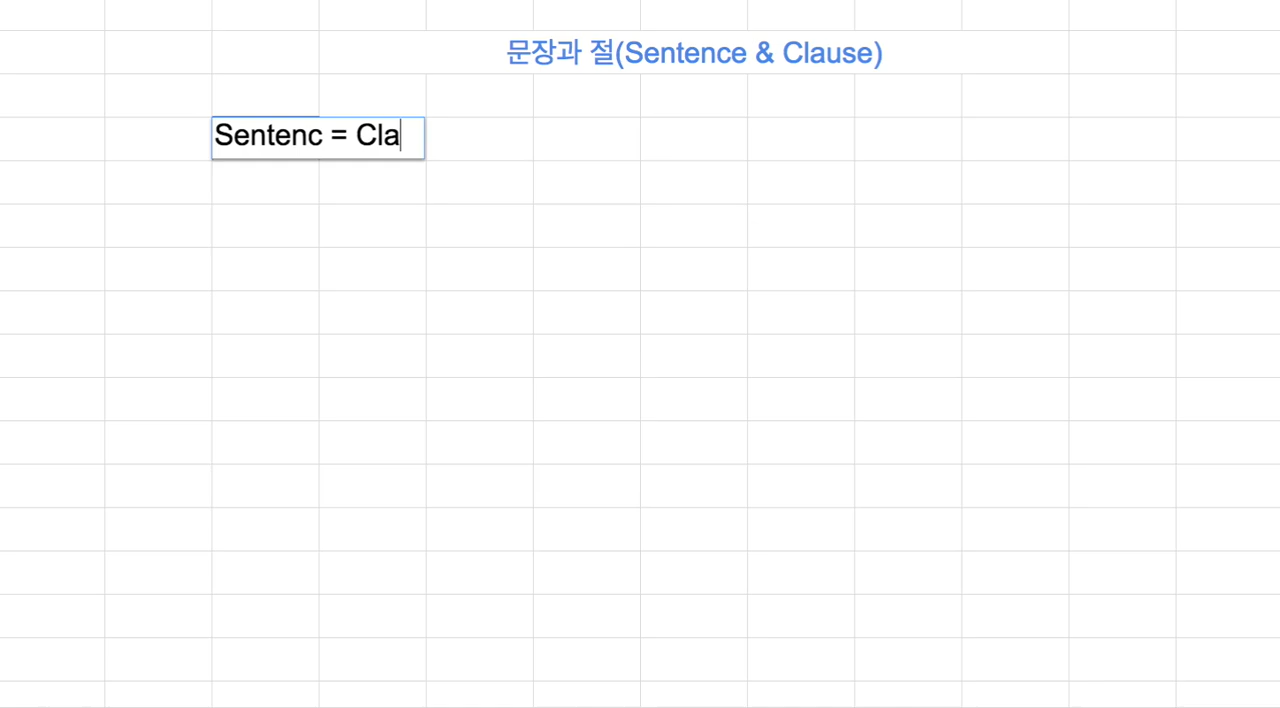 문장과 절(Sentence & Clause)
Sentenc = Cla